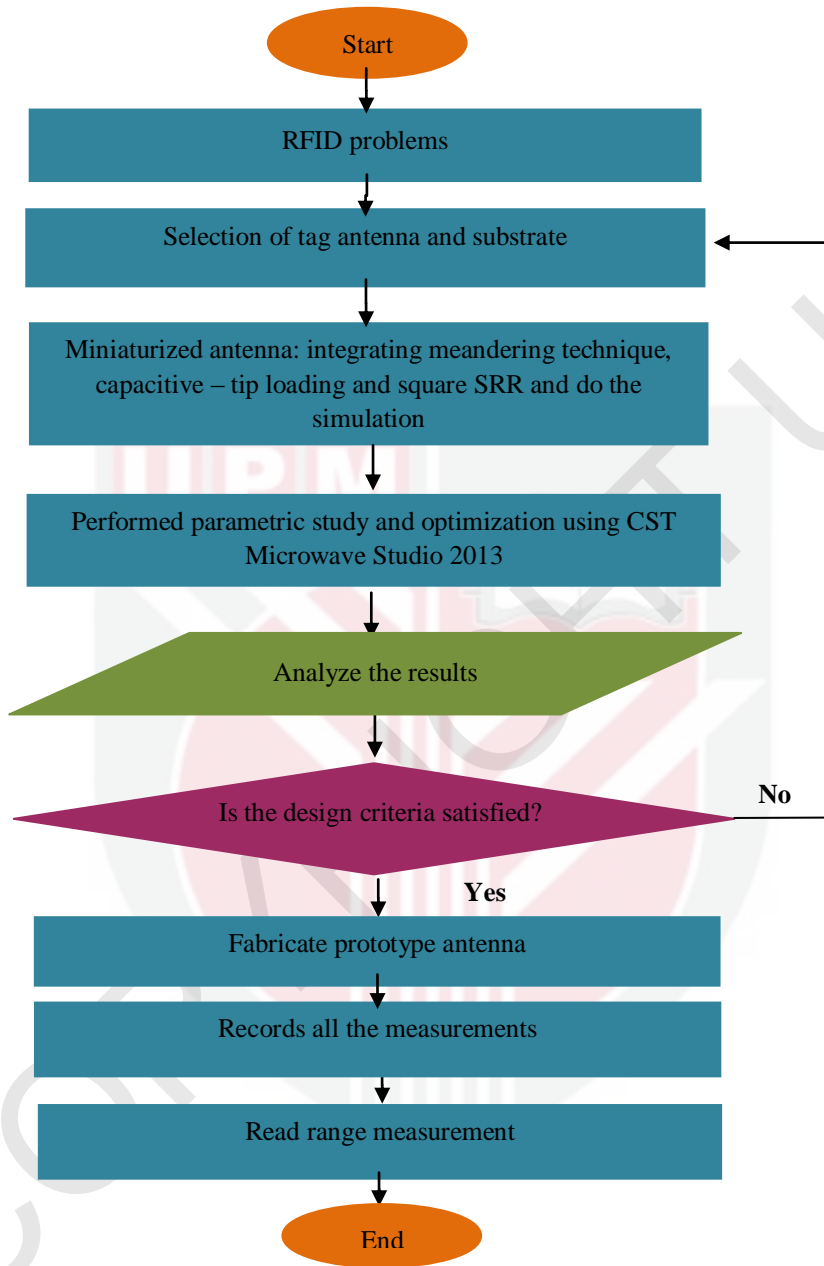 Start
RFID problems
Selection of tag antenna and substrate
Miniaturized antenna: integrating meandering technique,
capacitive – tip loading and square SRR and do the
simulation
UPM
Performed parametric study and optimization using CST
Microwave Studio 2013
Analyze the results
Is the design criteria satisfied?
No
Yes
Fabricate prototype antenna
Records all the measurements
Read range measurement
End